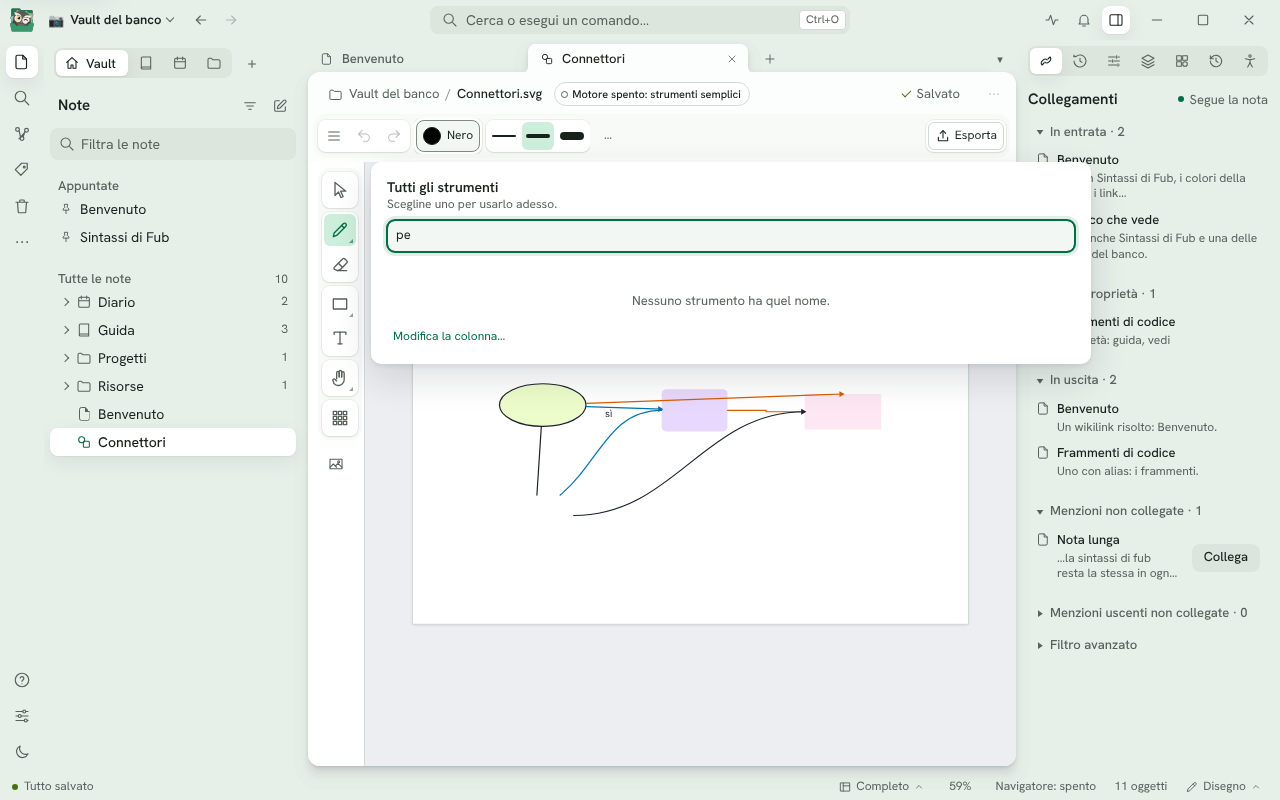 Vault del banco
Cerca o esegui un comando...
Ctrl+O
Vault
Benvenuto
Connettori
Note
Filtra le note
Appuntate
Benvenuto
Sintassi di Fub
Tutte le note 10
Diario 2
Guida 3
Progetti 1
Risorse 1
Benvenuto
Connettori
Vault del banco / Connettori.svg
Motore spento: strumenti semplici
Salvato
Nero
...
Esporta
Tutti gli strumenti
Scegline uno per usarlo adesso.
pe
Nessuno strumento ha quel nome.
Modifica la colonna...
sì
Collegamenti
Segue la nota
In entrata · 2
Benvenuto
Sintassi di Fub, i colori della
i link...
co che vede
nche Sintassi di Fub e una delle
del banco.
roprietà · 1
menti di codice
età: guida, vedi
In uscita · 2
Benvenuto
Un wikilink risolto: Benvenuto.
Frammenti di codice
Uno con alias: i frammenti.
Menzioni non collegate · 1
Nota lunga
...la sintassi di fub
resta la stessa in ogn...
Collega
Menzioni uscenti non collegate · 0
Filtro avanzato
Tutto salvato
Completo
59%
Navigatore: spento
11 oggetti
Disegno